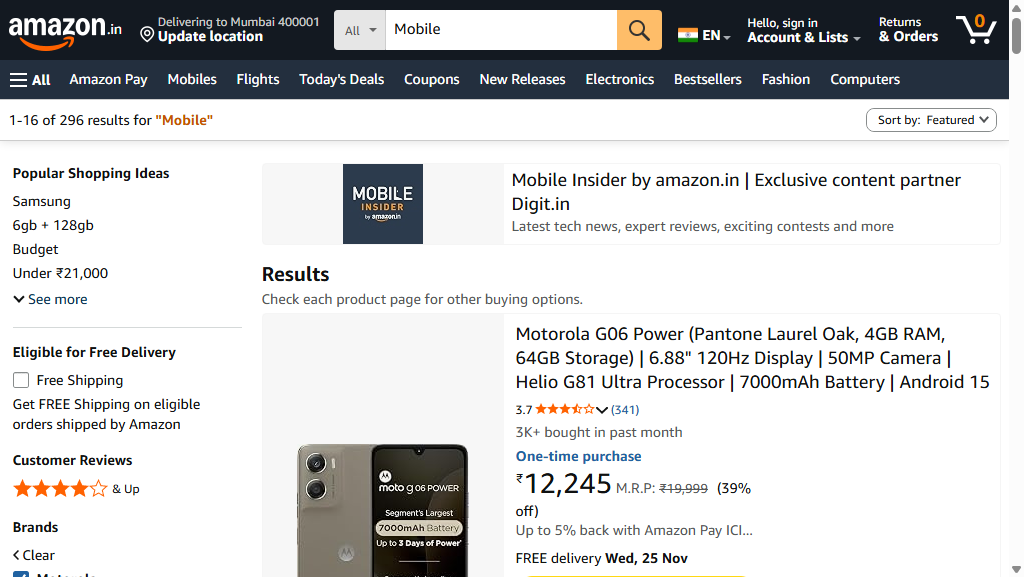 amazon.in
Delivering to Mumbai 400001
Update location
All
Mobile
EN
Hello, sign in
Account & Lists
Returns
& Orders
0
All
Amazon Pay
Mobiles
Flights
Today's Deals
Coupons
New Releases
Electronics
Bestsellers
Fashion
Computers
1-16 of 296 results for "Mobile"
Sort by: Featured
Popular Shopping Ideas
Samsung
6gb + 128gb
Budget
Under ₹21,000
See more
Eligible for Free Delivery
Free Shipping
Get FREE Shipping on eligible
orders shipped by Amazon
Customer Reviews
& Up
Brands
Clear
Motorola
MOBILE
INSIDER
by amazon.in
Mobile Insider by amazon.in | Exclusive content partner
Digit.in
Latest tech news, expert reviews, exciting contests and more
Results
Check each product page for other buying options.
moto g06 POWER
Segment's Largest
7000mAh Battery
Up to 3 Days of Power*
Motorola G06 Power (Pantone Laurel Oak, 4GB RAM,
64GB Storage) | 6.88" 120Hz Display | 50MP Camera |
Helio G81 Ultra Processor | 7000mAh Battery | Android 15
3.7 (341)
3K+ bought in past month
One-time purchase
₹12,245 M.R.P: ₹19,999 (39%
off)
Up to 5% back with Amazon Pay ICI…
FREE delivery Wed, 25 Nov